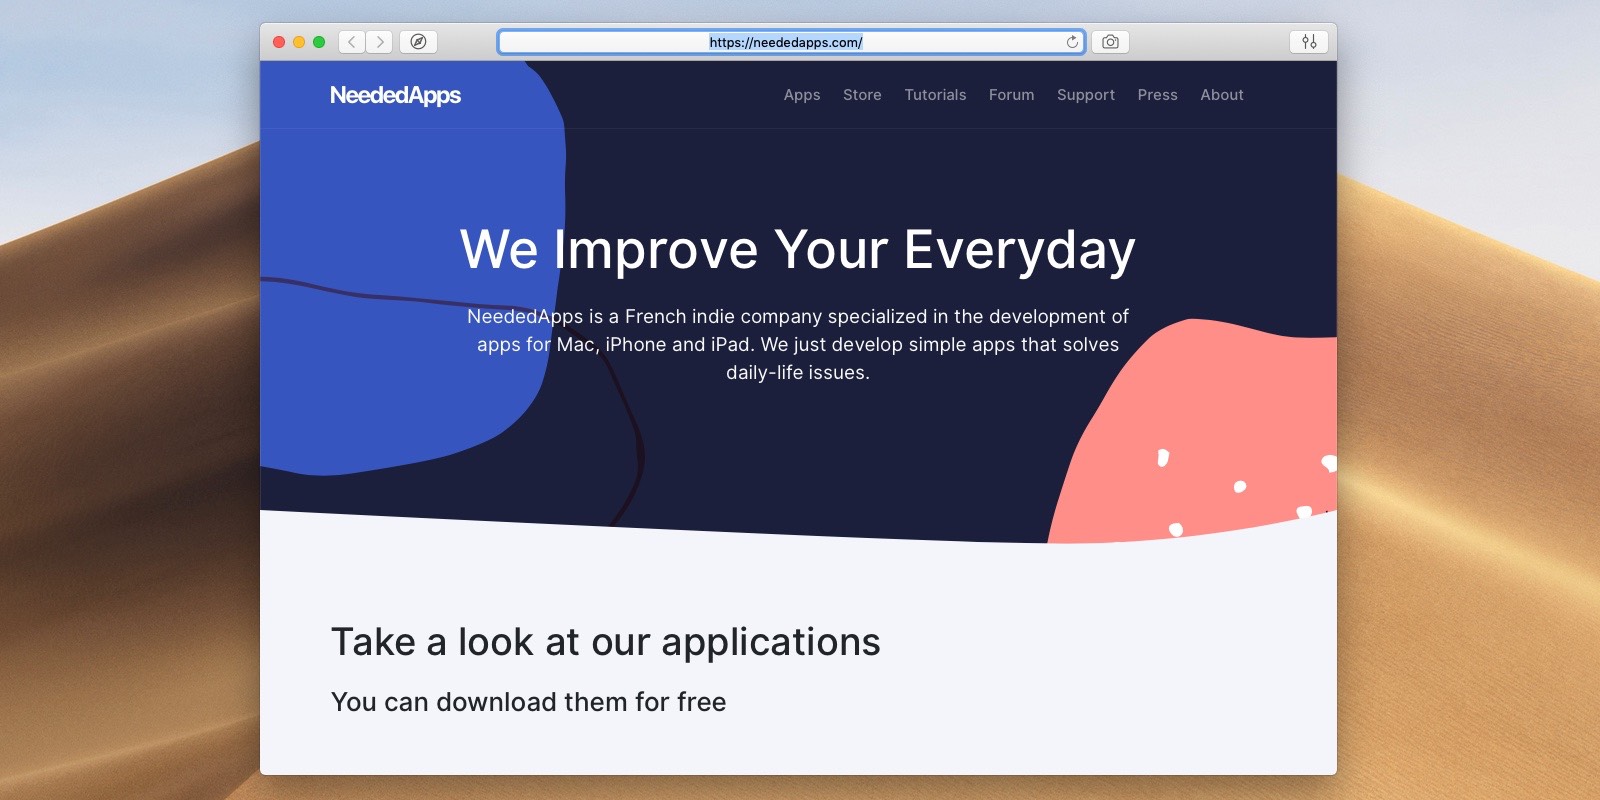 https://neededapps.com/
NeededApps
Apps Store Tutorials Forum Support Press About
We Improve Your Everyday
NeededApps is a French indie company specialized in the development of
apps for Mac, iPhone and iPad. We just develop simple apps that solves
daily-life issues.
Take a look at our applications
You can download them for free